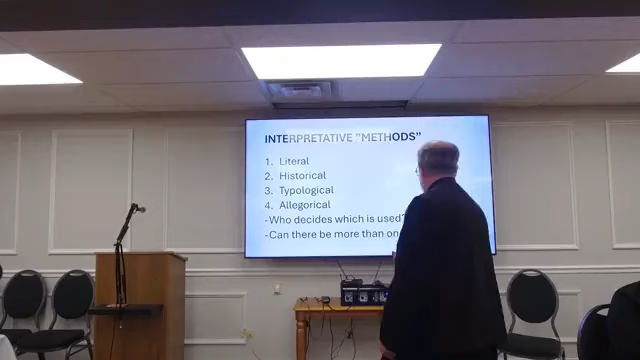 INTERPRETATIVE "METHODS"
1. Literal
2. Historical
3. Typological
4. Allegorical
-Who decides which is used?
-Can there be more than